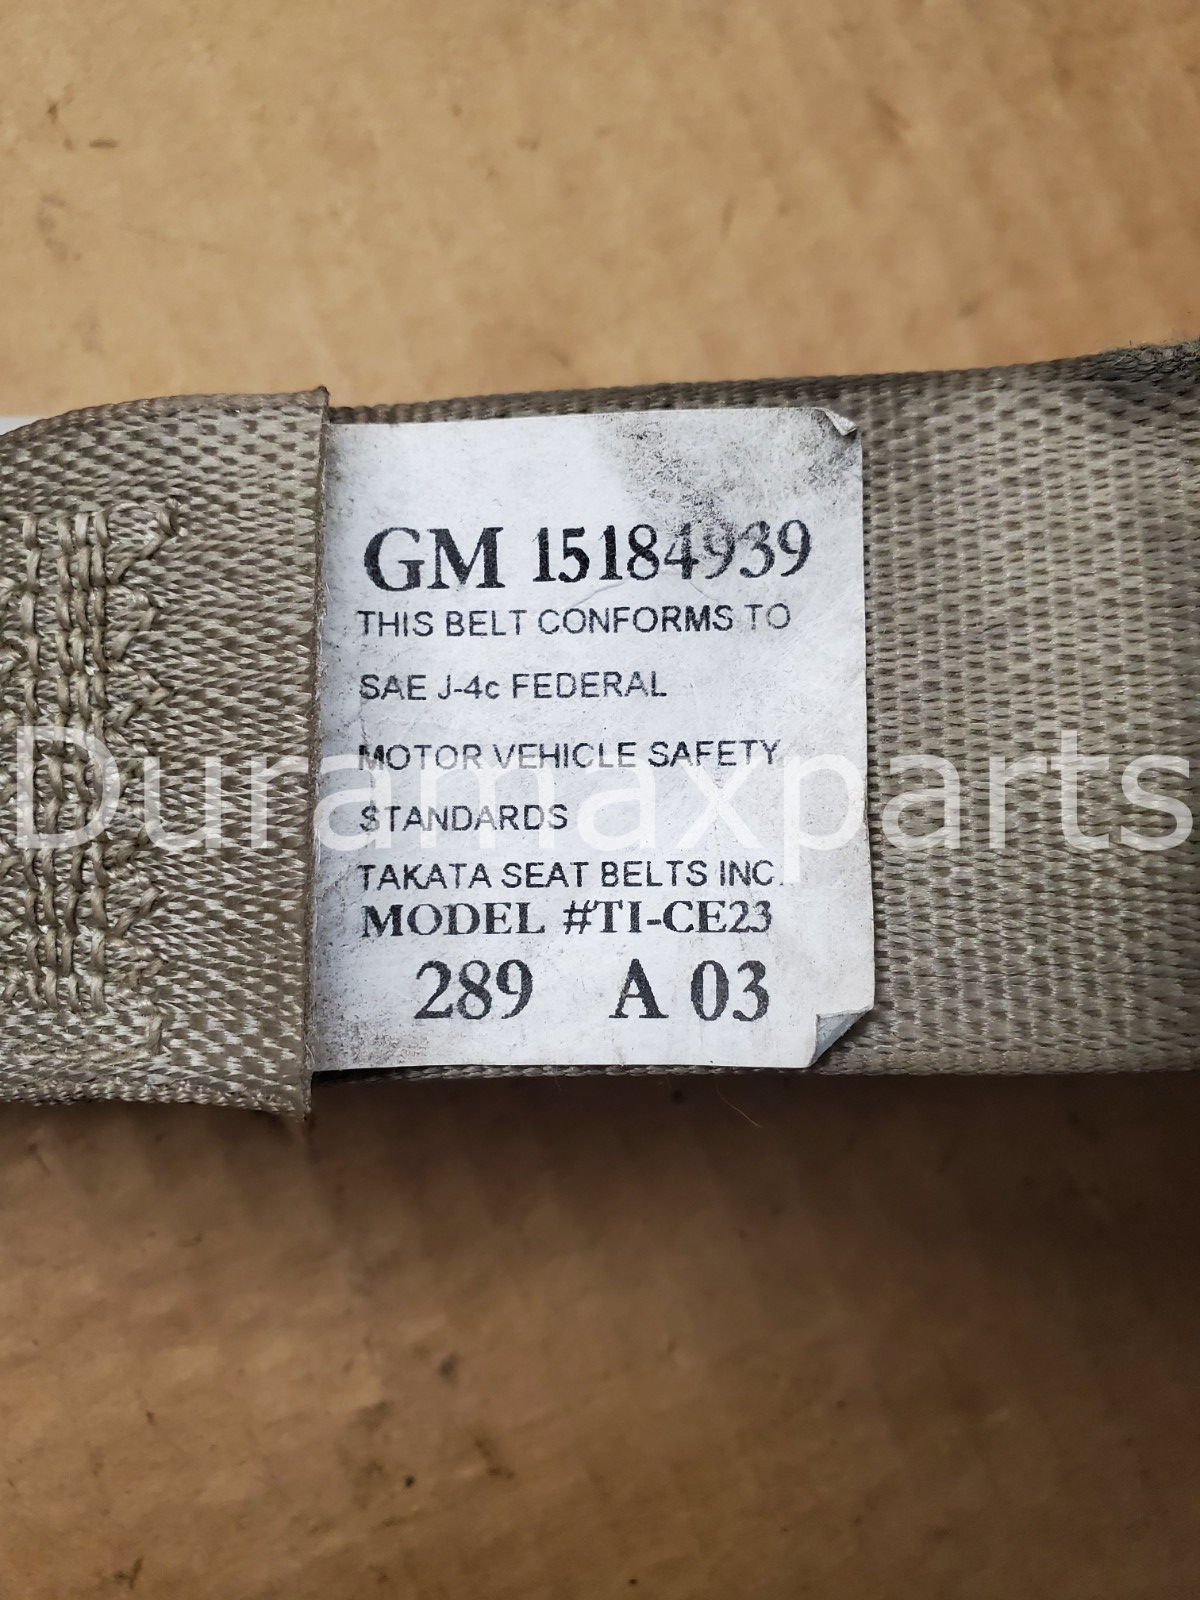 GM 15184939
THIS BELT CONFORMS TO
SAE J-4c FEDERAL
MOTOR VEHICLE SAFETY
STANDARDS
Duramaxparts
TAKATA SEAT BELTS INC.
MODEL #TI-CE23
289 A 03